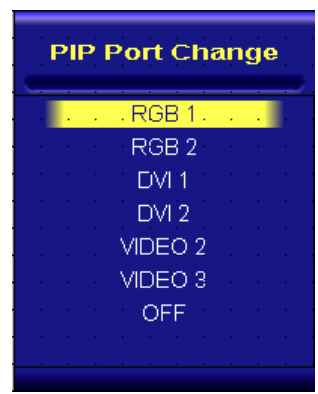 PIP Port Change
RGB 1
RGB 2
DVI 1
DVI 2
VIDEO 2
VIDEO 3
OFF